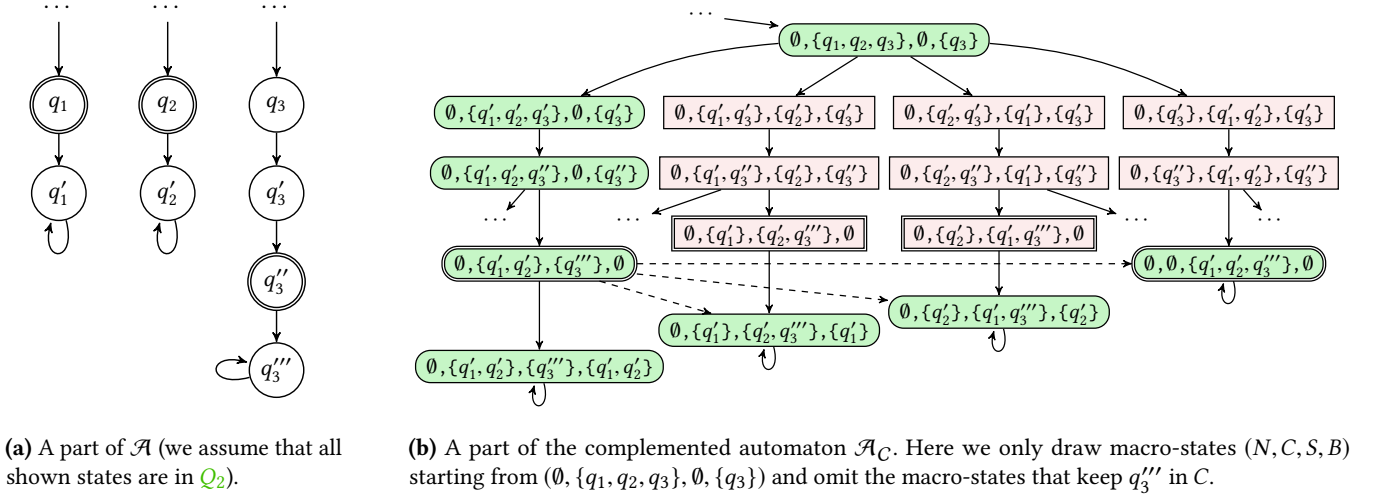 ...
...
...
q₁
q₂
q₃
q′₁
q′₂
q′₃
q″₃
q‴₃
(a) A part of 𝒜 (we assume that all
shown states are in Q₂).
...
∅,{q₁,q₂,q₃},∅,{q₃}
∅,{q′₁,q′₂,q′₃},∅,{q′₃}
∅,{q′₁,q′₃},{q′₂},{q′₃}
∅,{q′₂,q′₃},{q′₁},{q′₃}
∅,{q′₃},{q′₁,q′₂},{q′₃}
∅,{q′₁,q′₂,q″₃},∅,{q″₃}
∅,{q′₁,q″₃},{q′₂},{q″₃}
∅,{q′₂,q″₃},{q′₁},{q″₃}
∅,{q″₃},{q′₁,q′₂},{q″₃}
...
...
...
...
∅,{q′₁},{q′₂,q‴₃},∅
∅,{q′₂},{q′₁,q‴₃},∅
∅,{q′₁,q′₂},{q‴₃},∅
∅,∅,{q′₁,q′₂,q‴₃},∅
∅,{q′₂},{q′₁,q‴₃},{q′₂}
∅,{q′₁},{q′₂,q‴₃},{q′₁}
∅,{q′₁,q′₂},{q‴₃},{q′₁,q′₂}
(b) A part of the complemented automaton 𝒜_C. Here we only draw macro-states (N, C, S, B)
starting from (∅, {q₁, q₂, q₃}, ∅, {q₃}) and omit the macro-states that keep q‴₃ in C.